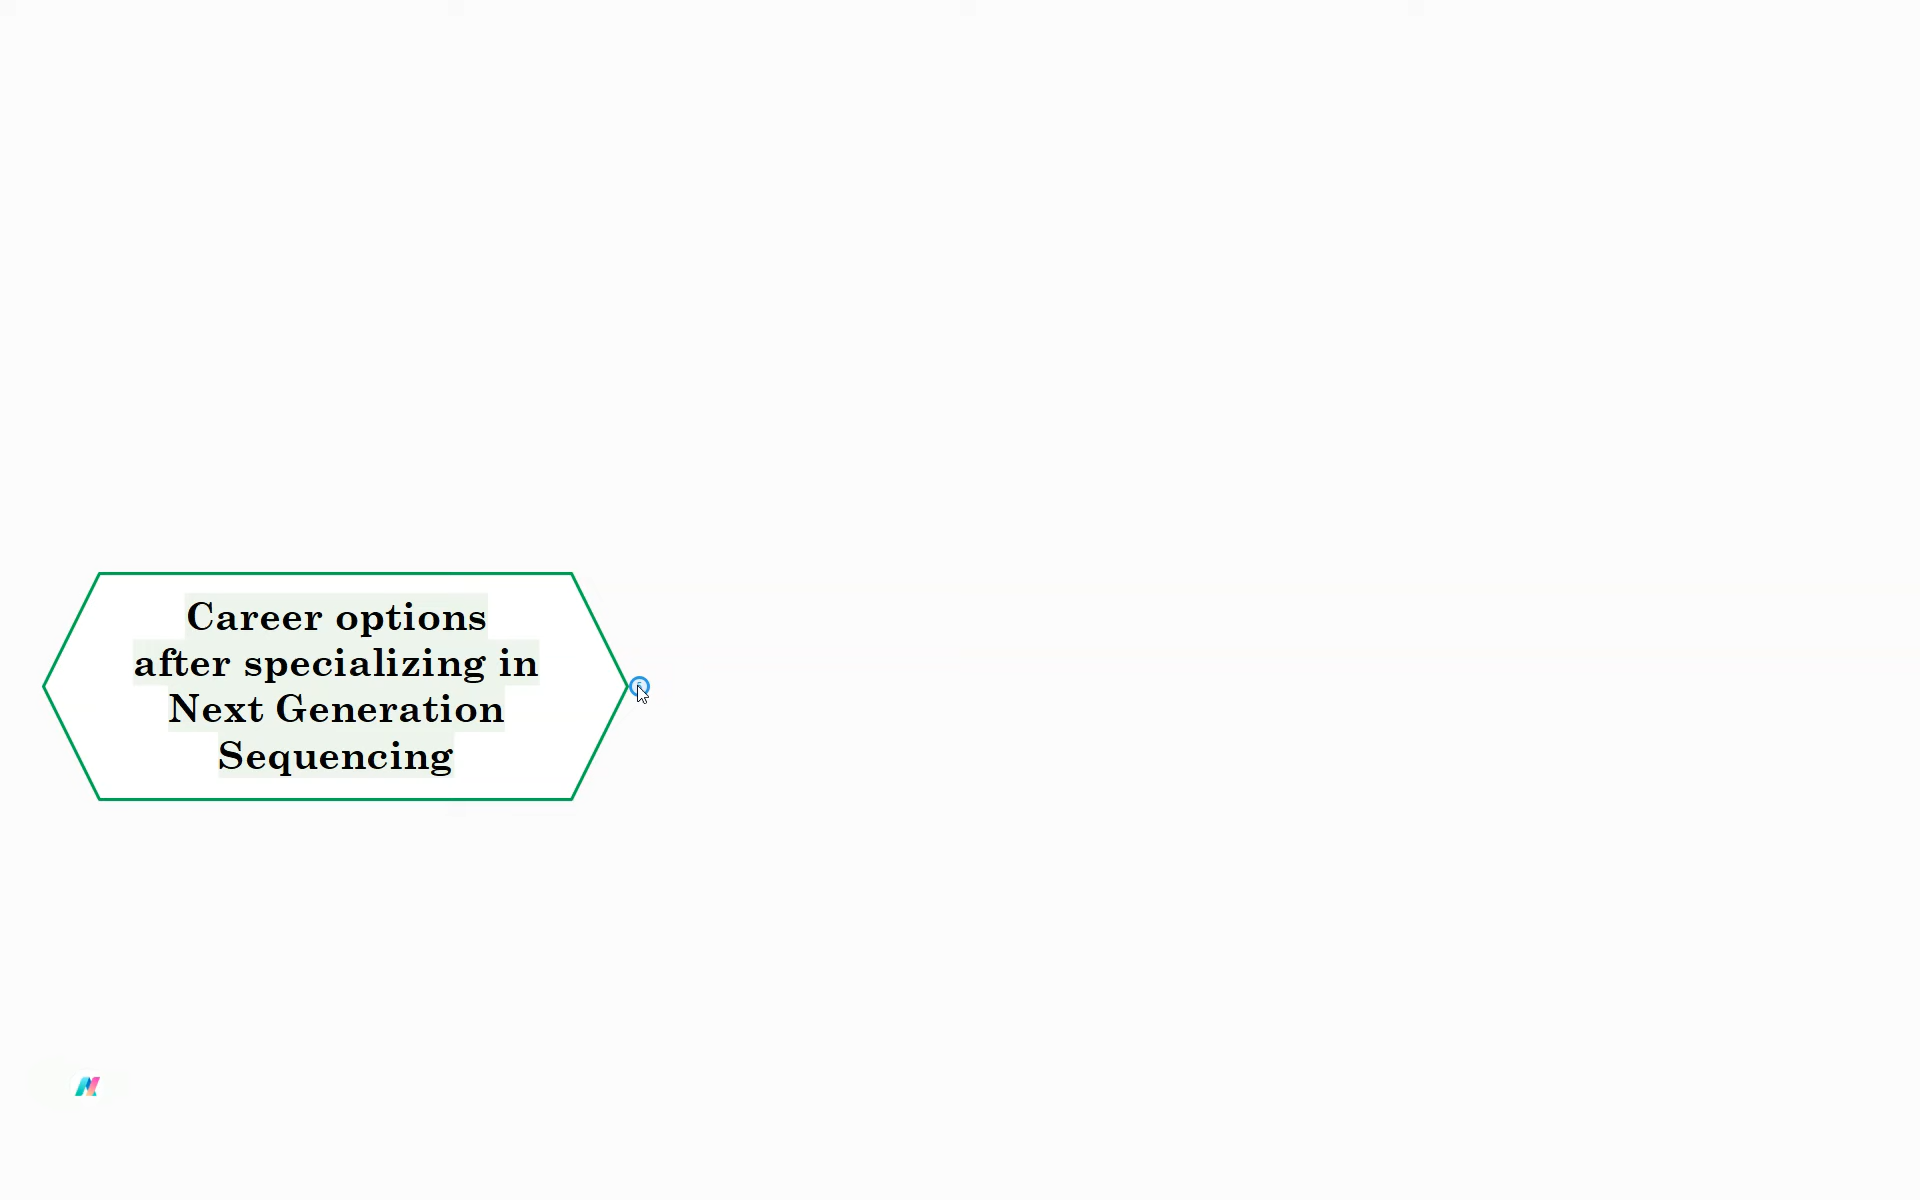 Career options
after specializing in
Next Generation
Sequencing